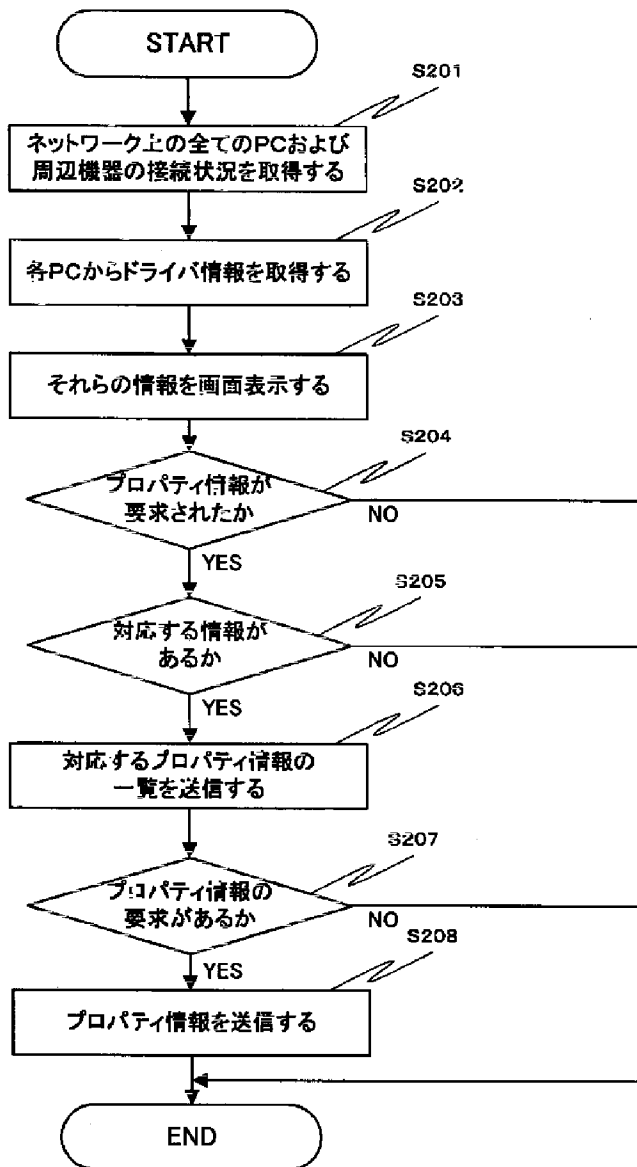 START
S201
ネットワーク上の全てのPCおよび
周辺機器の接続状況を取得する
S202
各PCからドライバ情報を取得する
S203
それらの情報を画面表示する
S204
プロパティ情報が
要求されたか
NO
YES
S205
対応する情報が
あるか
NO
YES
S206
対応するプロパティ情報の
一覧を送信する
S207
プロパティ情報の
要求があるか
NO
YES
S208
プロパティ情報を送信する
END